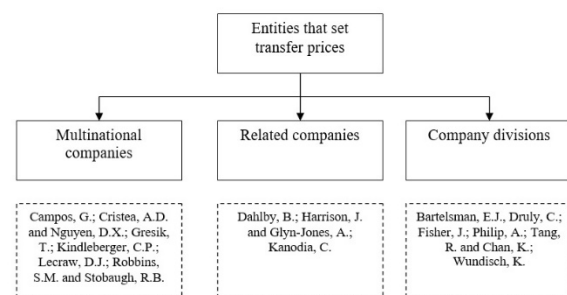 Entities that set
transfer prices
Multinational
companies
Related companies
Company divisions
Campos, G.; Cristea, A.D.
and Nguyen, D.X.; Gresik,
T.; Kindleberger, C.P.;
Lecraw, D.J.; Robbins,
S.M. and Stobaugh, R.B.
Dahlby, B.; Harrison, J.
and Glyn-Jones, A.;
Kanodia, C.
Bartelsman, E.J., Druly, C.;
Fisher, J.; Philip, A.; Tang,
R. and Chan, K.;
Wundisch, K.